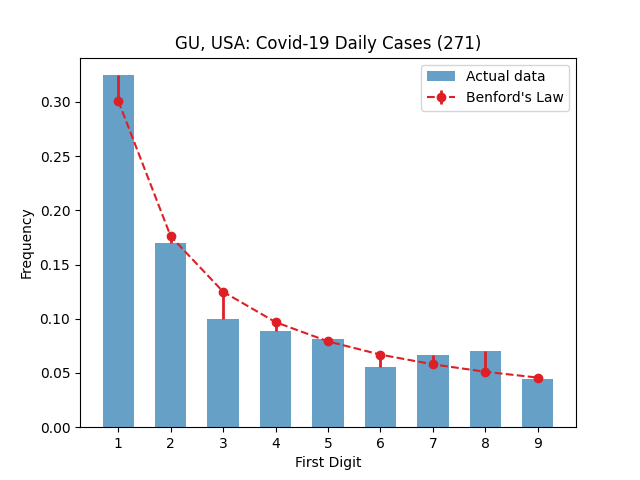 GU, USA: Covid-19 Daily Cases (271)
Actual data
Benford's Law
Frequency
0.30
0.25
0.20
0.15
0.10
0.05
0.00
1 2 3 4 5 6 7 8 9
First Digit